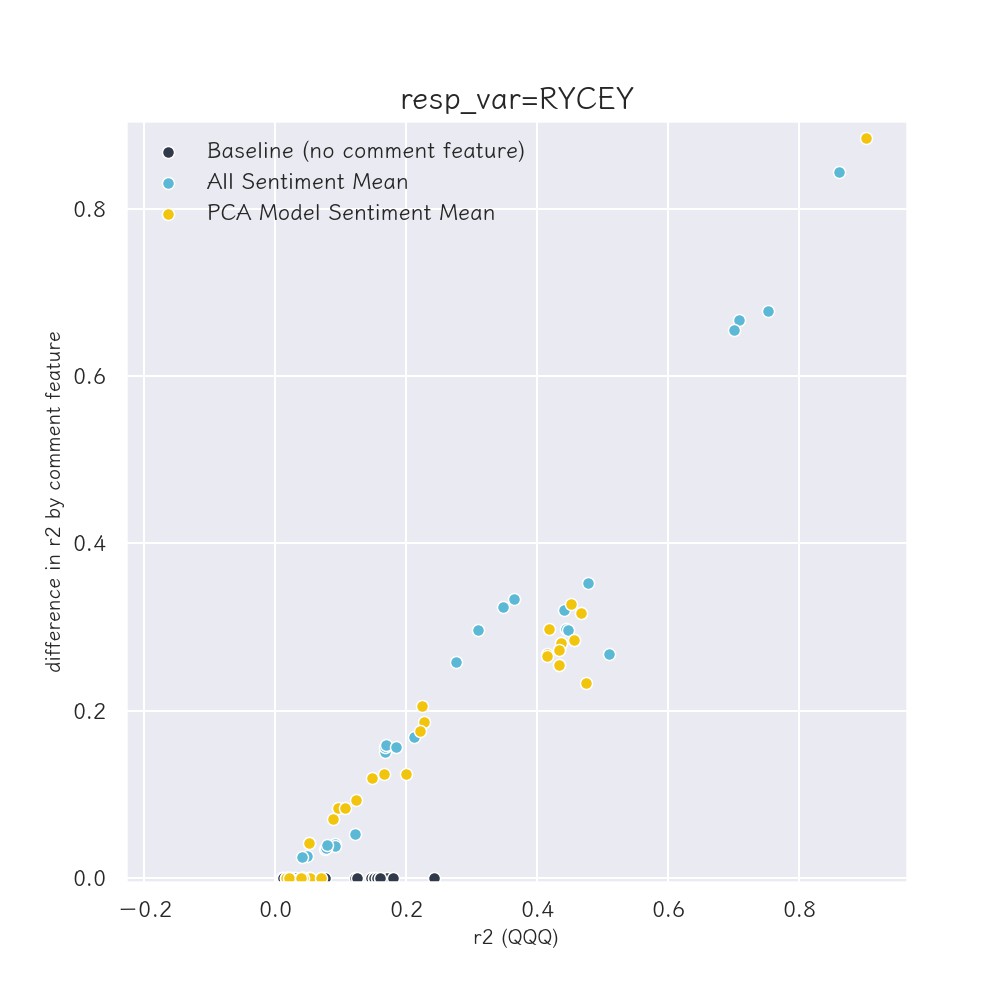 resp_var=RYCEY
Baseline (no comment feature)
All Sentiment Mean
PCA Model Sentiment Mean
difference in r2 by comment feature
0.8
0.6
0.4
0.2
0.0
−0.2 0.0 0.2 0.4 0.6 0.8
r2 (QQQ)